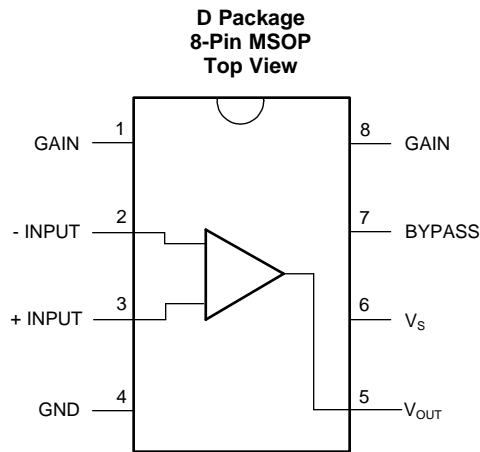 D Package
8-Pin MSOP
Top View
GAIN 1
8 GAIN
- INPUT 2
7 BYPASS
+ INPUT 3
6 VS
GND 4
5 VOUT